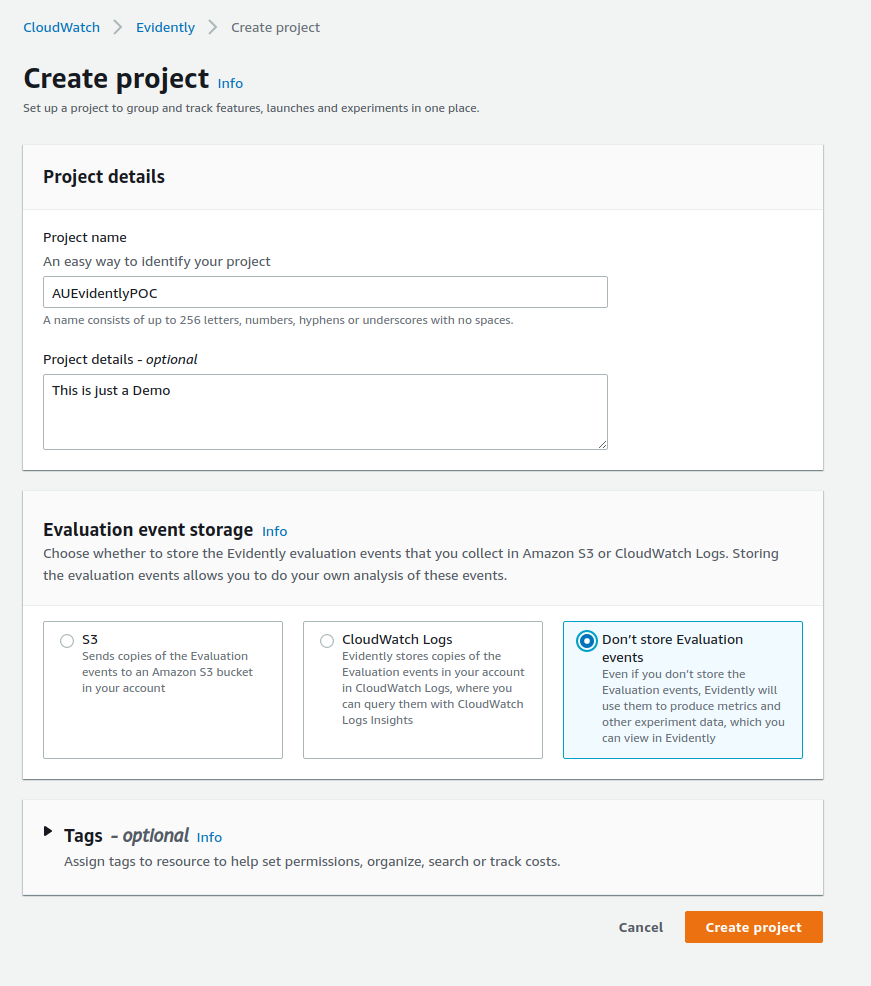 CloudWatch > Evidently > Create project
Create project Info
Set up a project to group and track features, launches and experiments in one place.
Project details
Project name
An easy way to identify your project
AUEvidentlyPOC
A name consists of up to 256 letters, numbers, hyphens or underscores with no spaces.
Project details - optional
This is just a Demo
Evaluation event storage Info
Choose whether to store the Evidently evaluation events that you collect in Amazon S3 or CloudWatch Logs. Storing
the evaluation events allows you to do your own analysis of these events.
S3
Sends copies of the Evaluation
events to an Amazon S3 bucket
in your account
CloudWatch Logs
Evidently stores copies of the
Evaluation events in your account
in CloudWatch Logs, where you
can query them with CloudWatch
Logs Insights
Don’t store Evaluation
events
Even if you don’t store the
Evaluation events, Evidently will
use them to produce metrics and
other experiment data, which you
can view in Evidently
Tags - optional Info
Assign tags to resource to help set permissions, organize, search or track costs.
Cancel Create project